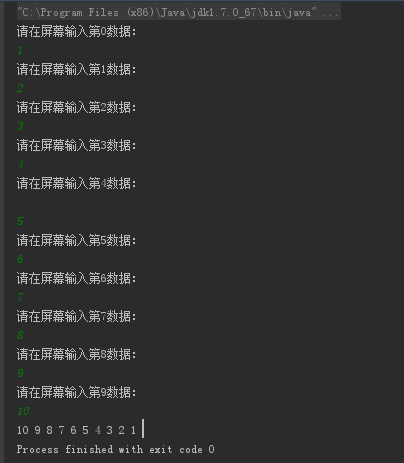 "C:\Program Files (x86)\Java\jdk1.7.0_67\bin\java" ...
请在屏幕输入第0数据:
1
请在屏幕输入第1数据:
2
请在屏幕输入第2数据:
3
请在屏幕输入第3数据:
4
请在屏幕输入第4数据:
5
请在屏幕输入第5数据:
6
请在屏幕输入第6数据:
7
请在屏幕输入第7数据:
8
请在屏幕输入第8数据:
9
请在屏幕输入第9数据:
10
10 9 8 7 6 5 4 3 2 1
Process finished with exit code 0